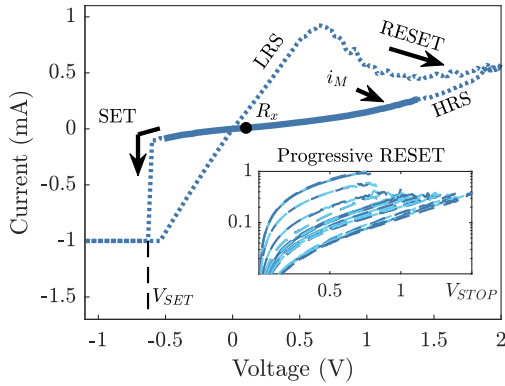 1
0.5
0
-0.5
-1
-1.5
Current (mA)
LRS
RESET
i_M
HRS
SET
R_x
V_SET
Progressive RESET
1
0.1
0.5
1
V_STOP
-1
-0.5
0
0.5
1
1.5
2
Voltage (V)